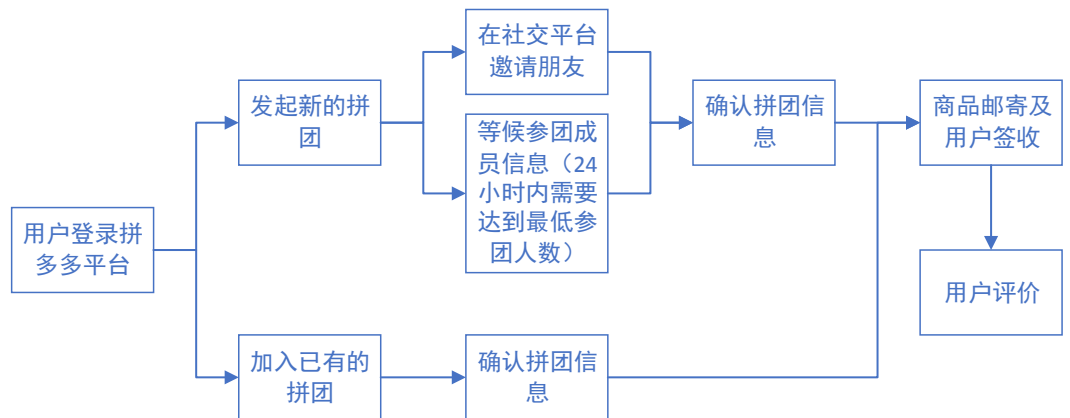 用户登录拼
多多平台
发起新的拼
团
在社交平台
邀请朋友
等候参团成
员信息（24
小时内需要
达到最低参
团人数）
确认拼团信
息
商品邮寄及
用户签收
用户评价
加入已有的
拼团
确认拼团信
息